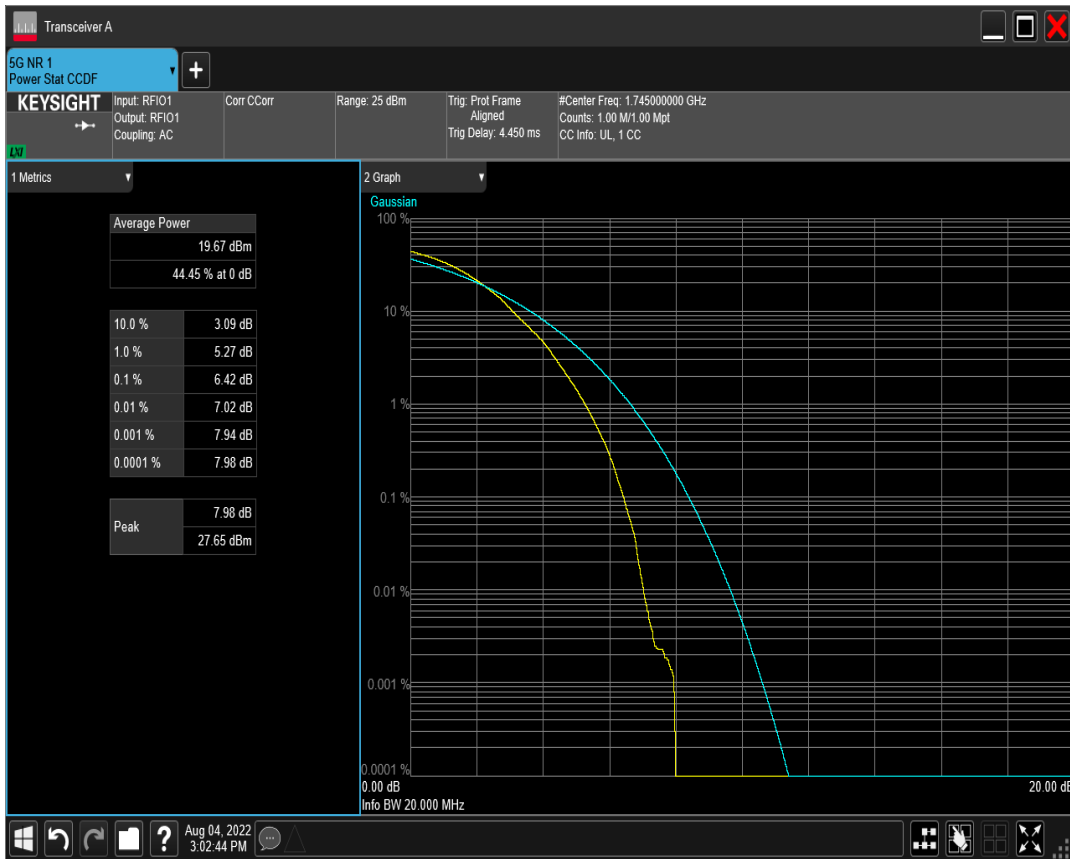 Transceiver A
5G NR 1
Power Stat CCDF
+
KEYSIGHT
LXI
Input: RFIO1
Output: RFIO1
Coupling: AC
Corr CCorr
Range: 25 dBm
Trig: Prot Frame
Aligned
Trig Delay: 4.450 ms
#Center Freq: 1.745000000 GHz
Counts: 1.00 M/1.00 Mpt
CC Info: UL, 1 CC
1 Metrics
Average Power
19.67 dBm
44.45 % at 0 dB
10.0 % 3.09 dB
1.0 % 5.27 dB
0.1 % 6.42 dB
0.01 % 7.02 dB
0.001 % 7.94 dB
0.0001 % 7.98 dB
Peak 7.98 dB
27.65 dBm
2 Graph
Gaussian
100 %
10 %
1 %
0.1 %
0.01 %
0.001 %
0.0001 %
0.00 dB 20.00 dB
Info BW 20.000 MHz
? Aug 04, 2022
3:02:44 PM